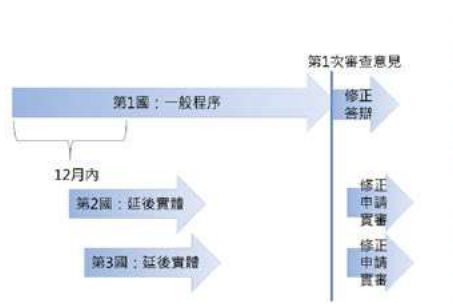 第1次審查意見
第1國：一般程序
修正
答辯
12月內
第2國：延後實體
修正
申請
實審
第3國：延後實體
修正
申請
實審